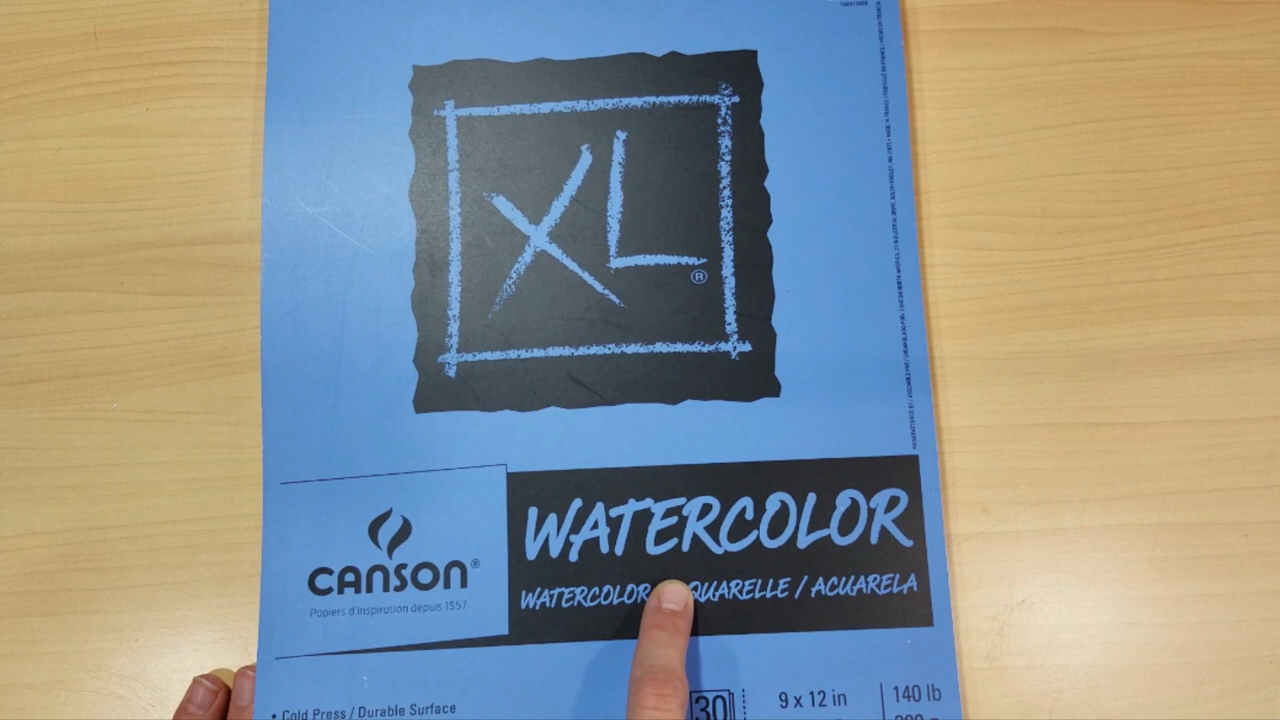 XL®
CANSON®
Papiers d'inspiration depuis 1557
WATERCOLOR
WATERCOLOR QUARELLE / ACUARELA
• Cold Press / Durable Surface
30
9 x 12 in
140 lb